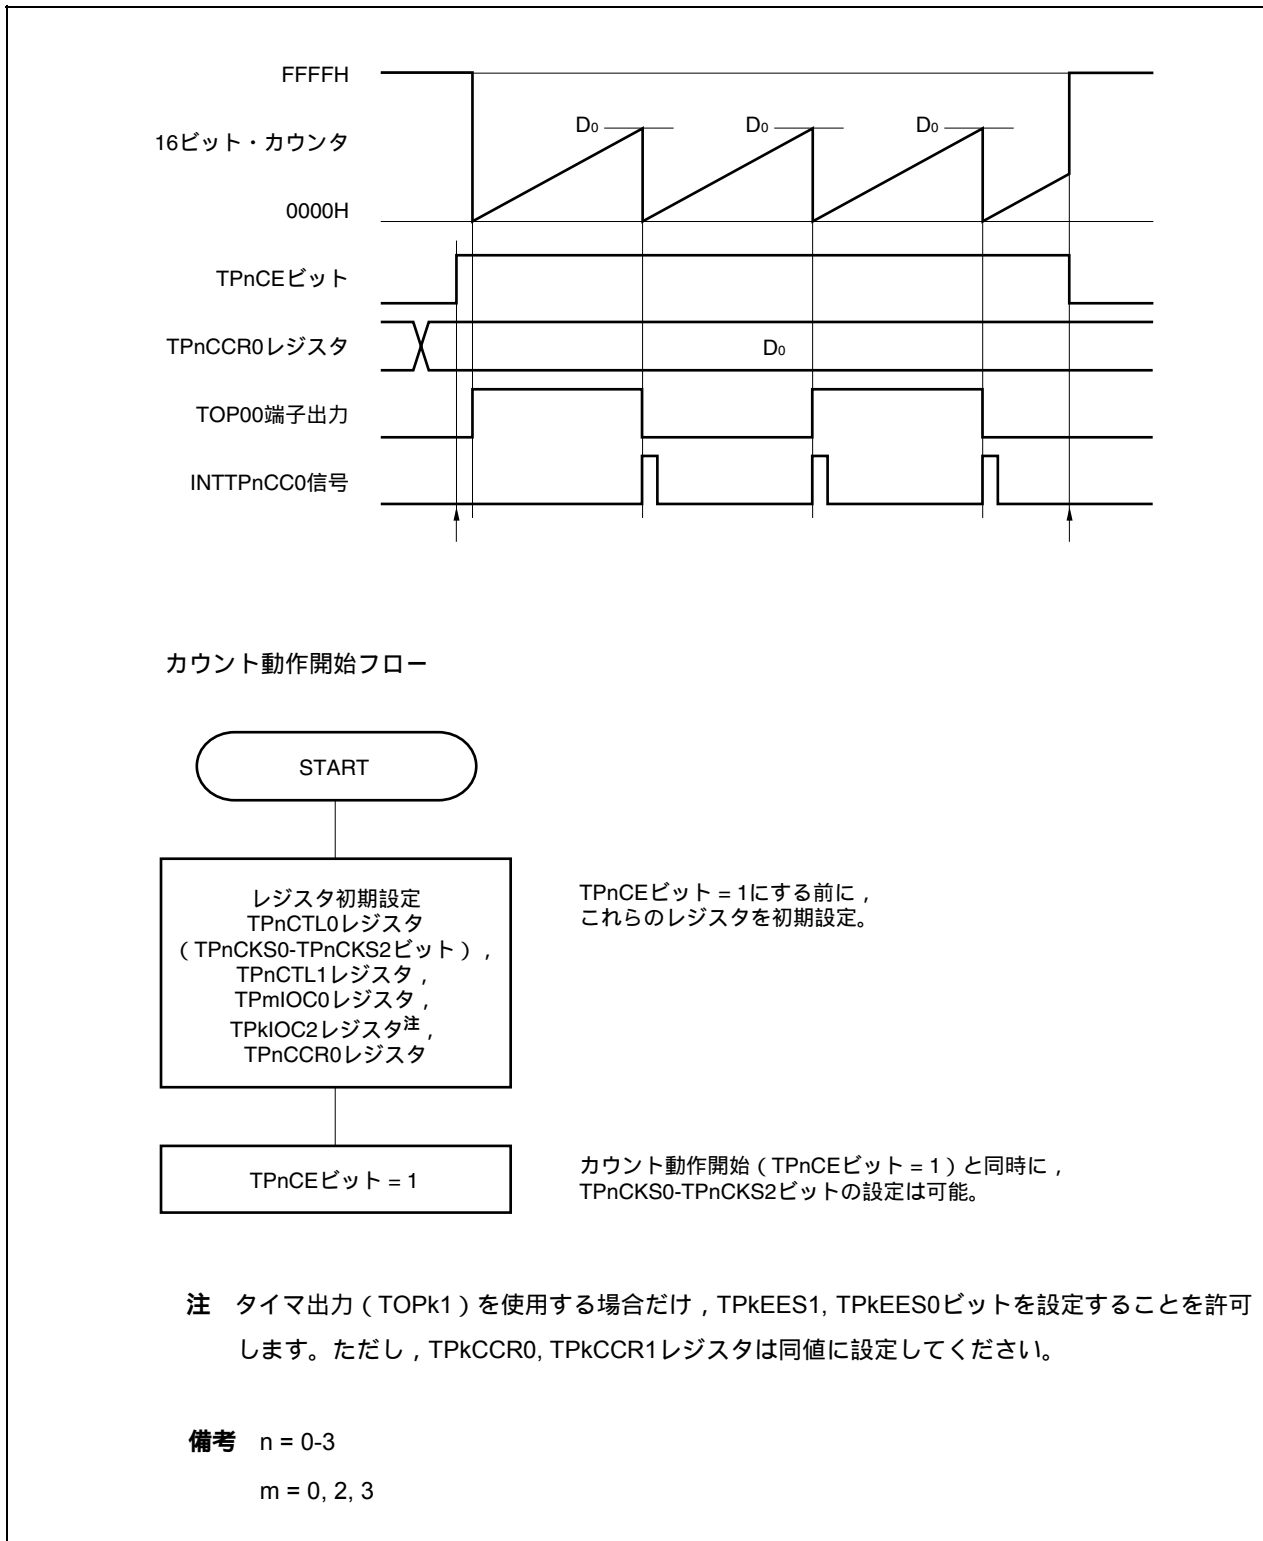 FFFFH
16ビット・カウンタ
0000H
D0 D0 D0
TPnCEビット
TPnCCR0レジスタ
D0
TOP00端子出力
INTTPnCC0信号
カウント動作開始フロー
START
レジスタ初期設定
TPnCTL0レジスタ
（TPnCKS0-TPnCKS2ビット），
TPnCTL1レジスタ，
TPmIOC0レジスタ，
TPkIOC2レジスタ注，
TPnCCR0レジスタ
TPnCEビット = 1にする前に，
これらのレジスタを初期設定。
TPnCEビット = 1
カウント動作開始（TPnCEビット = 1）と同時に，
TPnCKS0-TPnCKS2ビットの設定は可能。
注　タイマ出力（TOPk1）を使用する場合だけ，TPkEES1, TPkEES0ビットを設定することを許可
します。ただし，TPkCCR0, TPkCCR1レジスタは同値に設定してください。
備考　n = 0-3
m = 0, 2, 3